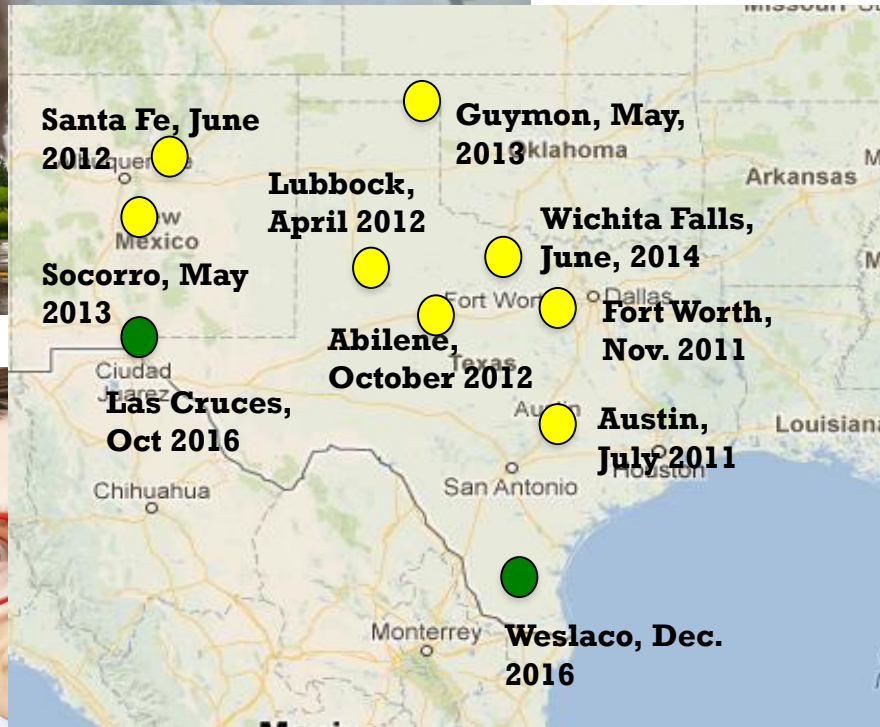 Missouri
Santa Fe, June
2012
Guymon, May,
2013
Oklahoma
Arkansas
Lubbock,
April 2012
Wichita Falls,
June, 2014
New
Mexico
Socorro, May
2013
Fort Wort
Dallas
Fort Worth,
Nov. 2011
Abilene,
October 2012
Texas
Ciudad
Juarez
Las Cruces,
Oct 2016
Austin
Austin,
July 2011
Louisiana
Houston
San Antonio
Chihuahua
Monterrey
Weslaco, Dec.
2016